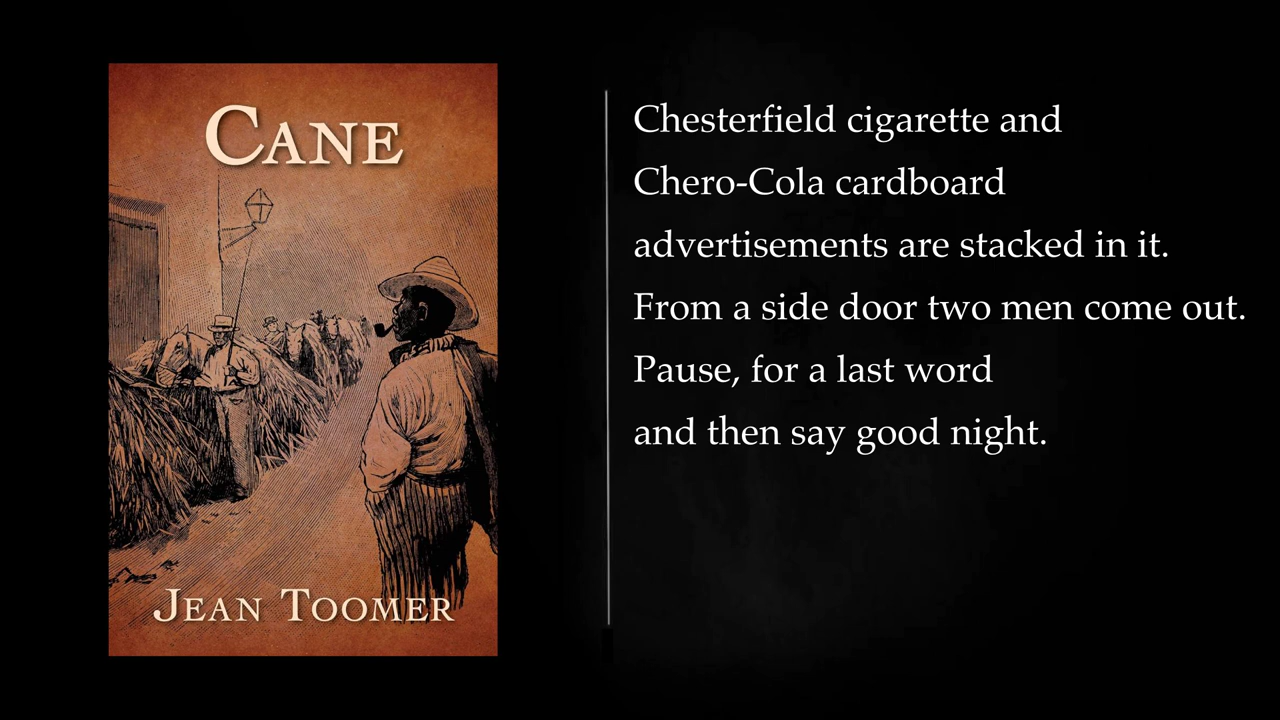 CANE
JEAN TOOMER
Chesterfield cigarette and
Chero-Cola cardboard
advertisements are stacked in it.
From a side door two men come out.
Pause, for a last word
and then say good night.